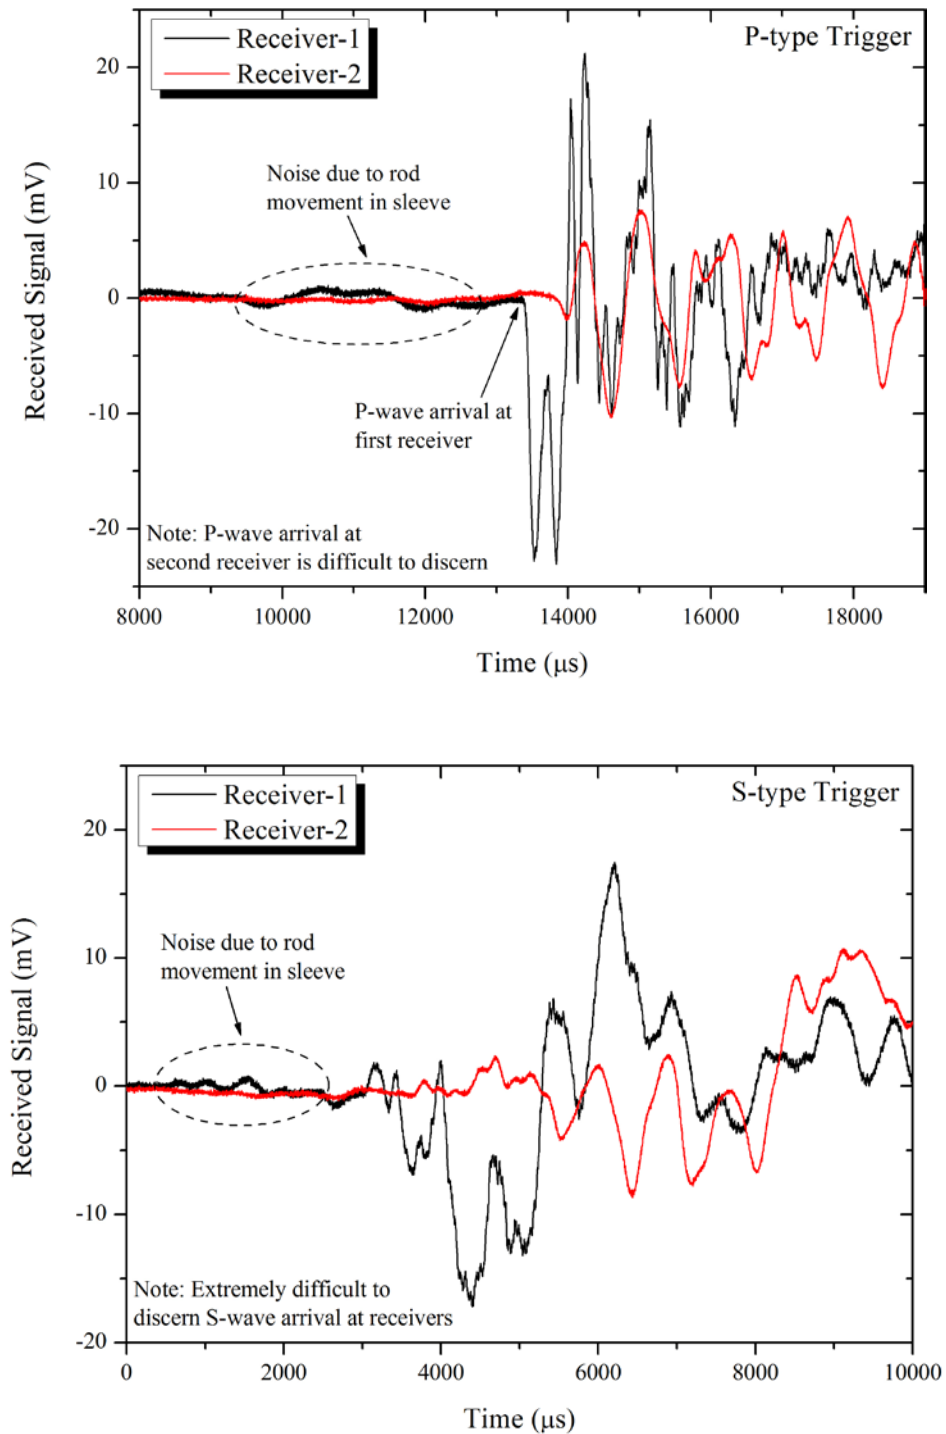 P-type Trigger
Receiver-1
Receiver-2
20
10
0
-10
-20
Received Signal (mV)
Noise due to rod
movement in sleeve
P-wave arrival at
first receiver
Note: P-wave arrival at
second receiver is difficult to discern
8000 10000 12000 14000 16000 18000
Time (μs)
S-type Trigger
Receiver-1
Receiver-2
20
10
0
-10
-20
Received Signal (mV)
Noise due to rod
movement in sleeve
Note: Extremely difficult to
discern S-wave arrival at receivers
0 2000 4000 6000 8000 10000
Time (μs)